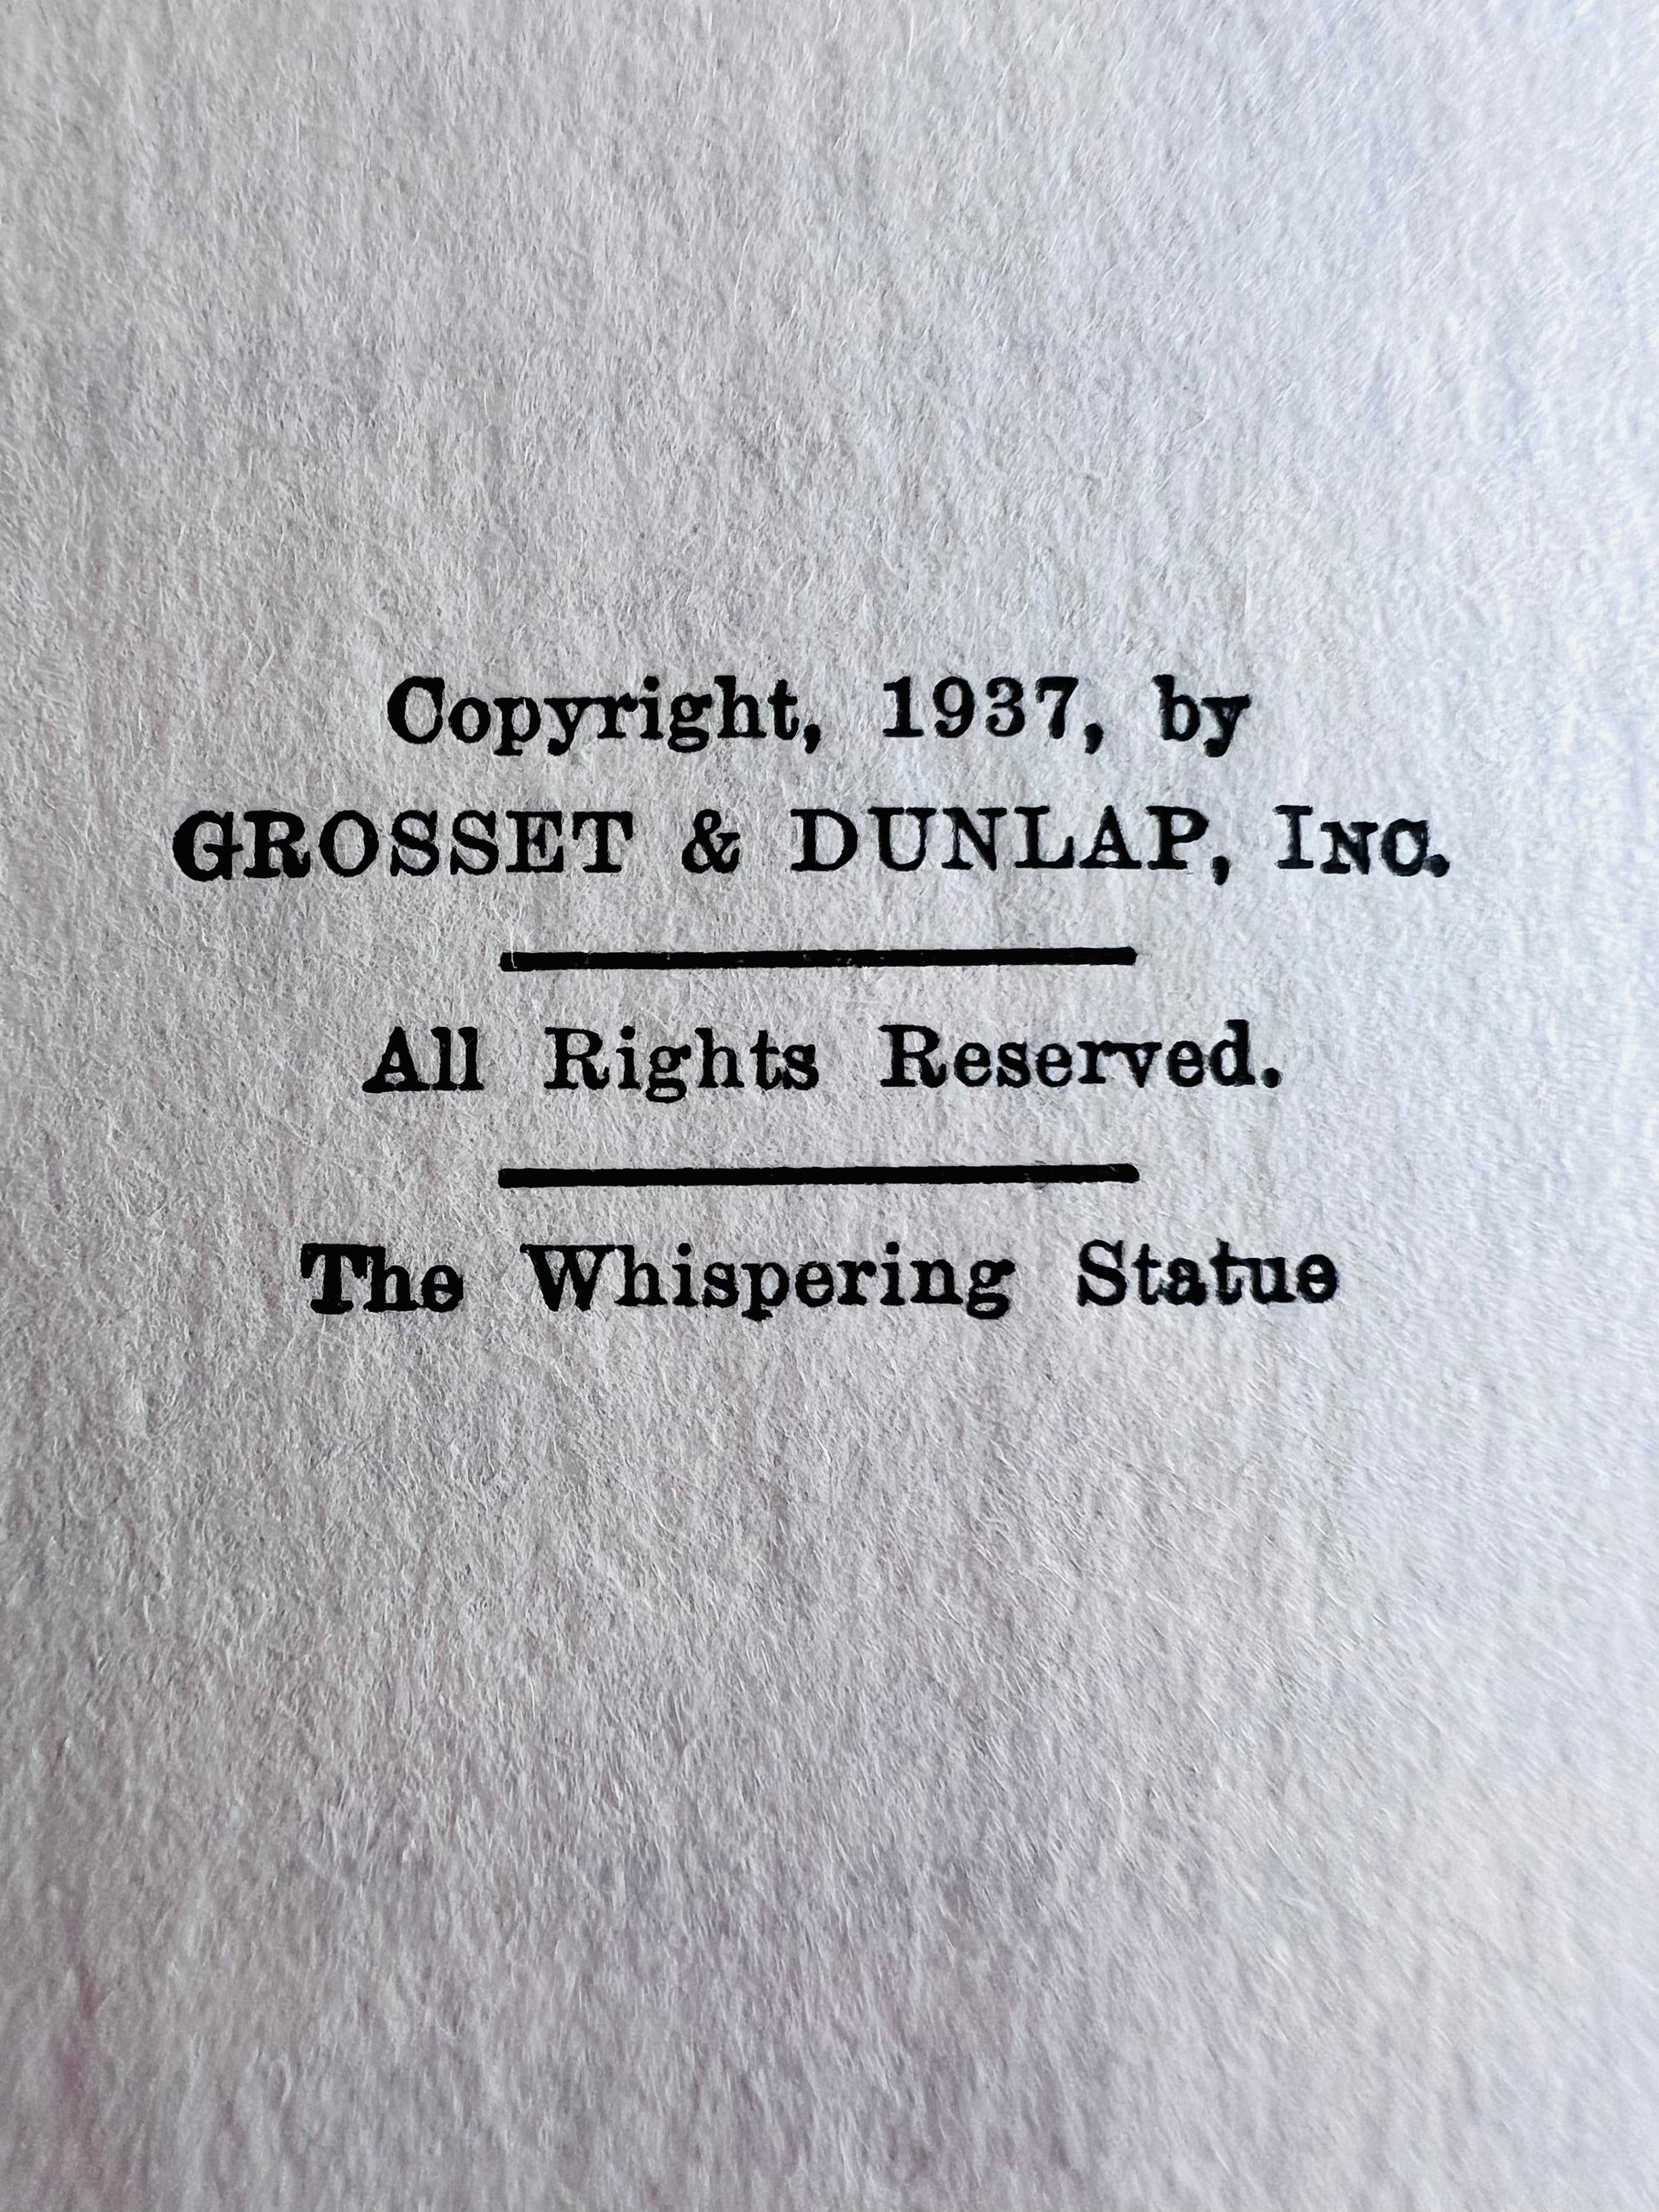 Copyright, 1937, by
GROSSET & DUNLAP, INC.
All Rights Reserved.
The Whispering Statue